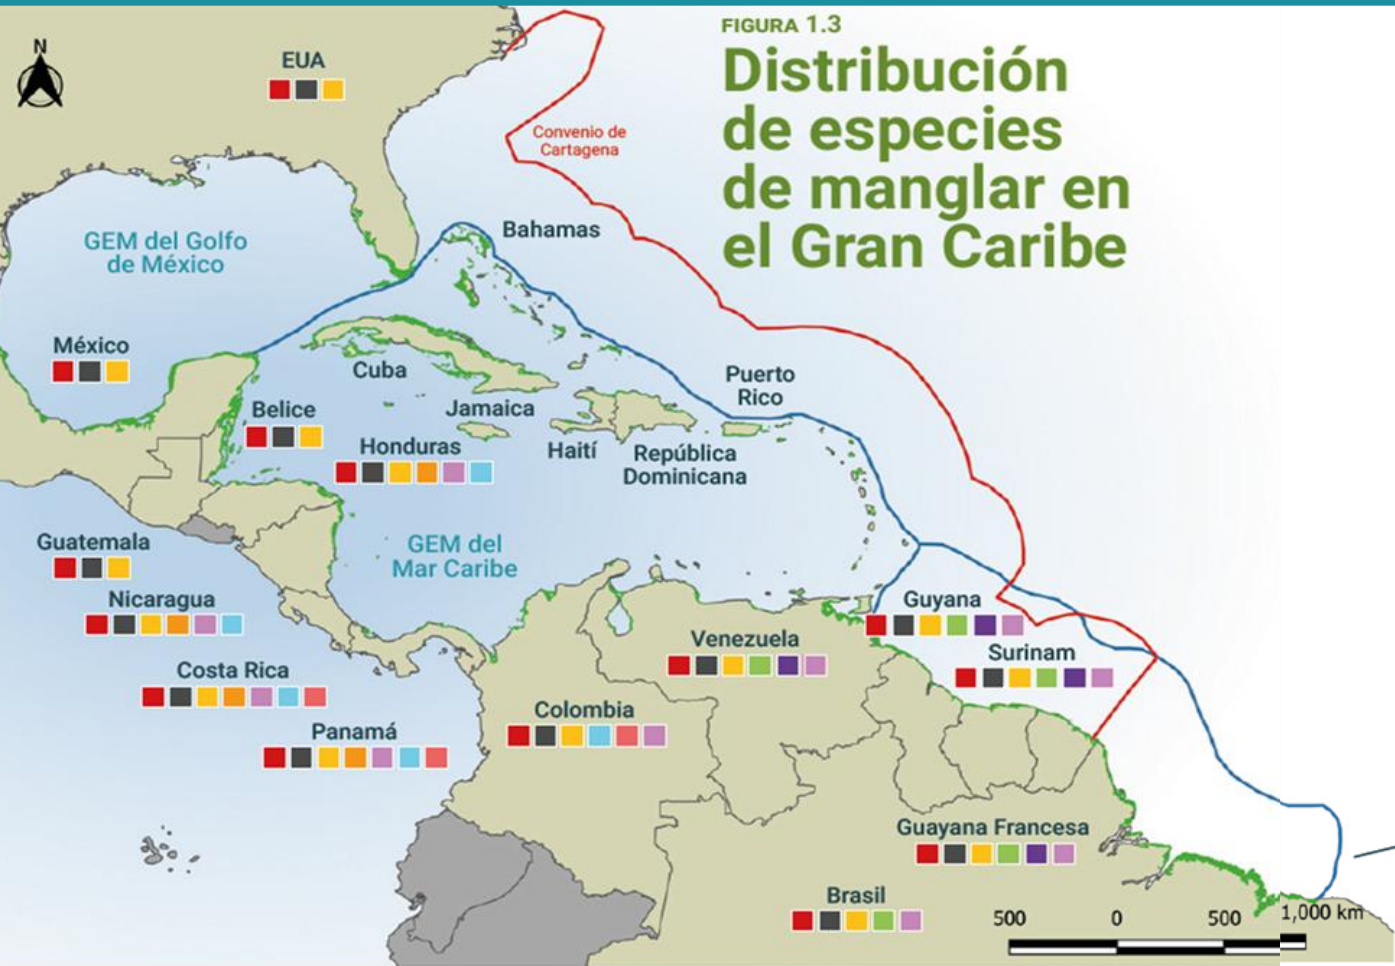 FIGURA 1.3
Distribución
de especies
de manglar en
el Gran Caribe
N
EUA
Convenio de
Cartagena
Bahamas
GEM del Golfo
de México
México
Cuba
Puerto
Rico
Belice
Jamaica
Honduras
Haití
República
Dominicana
Guatemala
GEM del
Mar Caribe
Nicaragua
Guyana
Venezuela
Surinam
Costa Rica
Colombia
Panamá
Guayana Francesa
Brasil
500 0 500 1,000 km